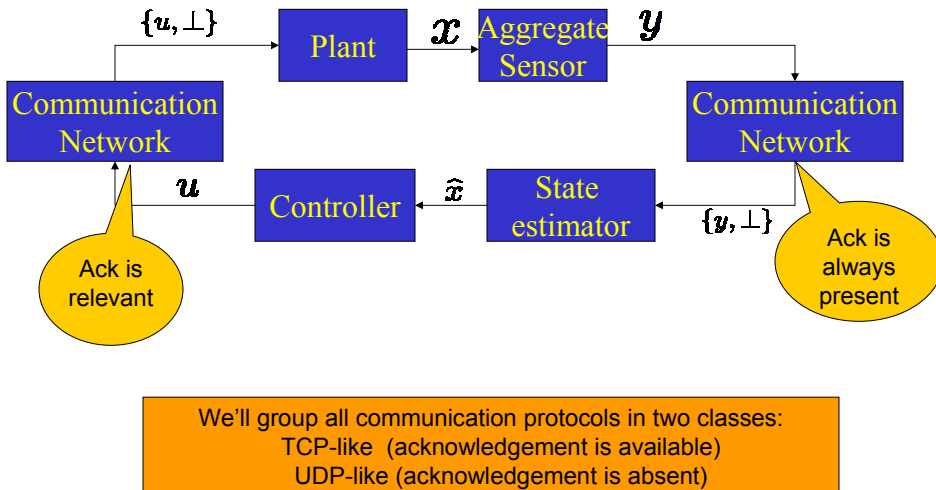 {u, ⊥}
Plant
x
Aggregate
Sensor
y
Communication
Network
Communication
Network
u
Controller
x̂
State
estimator
{y, ⊥}
Ack is
relevant
Ack is
always
present
We'll group all communication protocols in two classes:
TCP-like (acknowledgement is available)
UDP-like (acknowledgement is absent)